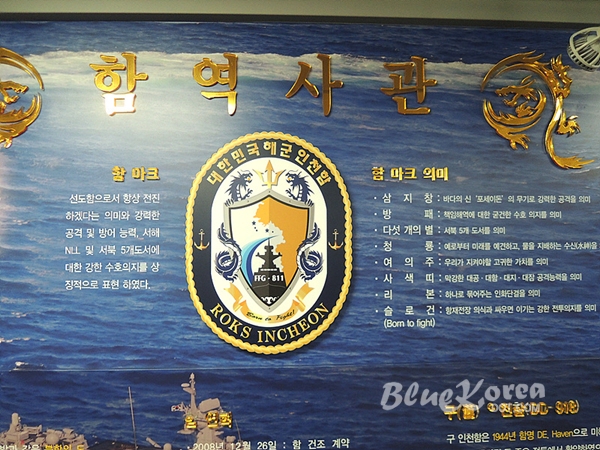 함 역 사 관
함 마크
선도함으로서 항상 전진
하겠다는 의미와 강력한
공격 및 방어 능력, 서해
NLL 및 서북 5개도서에
대한 강한 수호의지를 상
징적으로 표현 하였다.
대한민국해군인천함
FFG - 811
Born to Fight!
ROKS INCHEON
함 마크 의미
· 삼 지 창 : 바다의 신 '포세이돈' 의 무기로 강력한 공격을 의미
· 방 패 : 책임해역에 대한 굳건한 수호 의지를 의미
· 다섯 개의 별 : 서북 5개 도서를 의미
· 청 룡 : 예로부터 미래를 예견하고, 물을 지배하는 수신(水神)을
· 여 의 주 : 우리가 지켜야할 고귀한 가치를 의미
· 사 색 띠 : 막강한 대공 · 대함 · 대지 · 대잠 공격능력을 의미
· 리 본 : 하나로 묶어주는 인화단결을 의미
· 슬 로 건 : 함재전장 의식과 싸우면 이기는 강한 전투의지를 의미
(Born to fight)
BlueKorea
· 2008년 12월 26일 : 함 건조 계약
구 인천함은 1944년 함명 DE, Haven으로 미